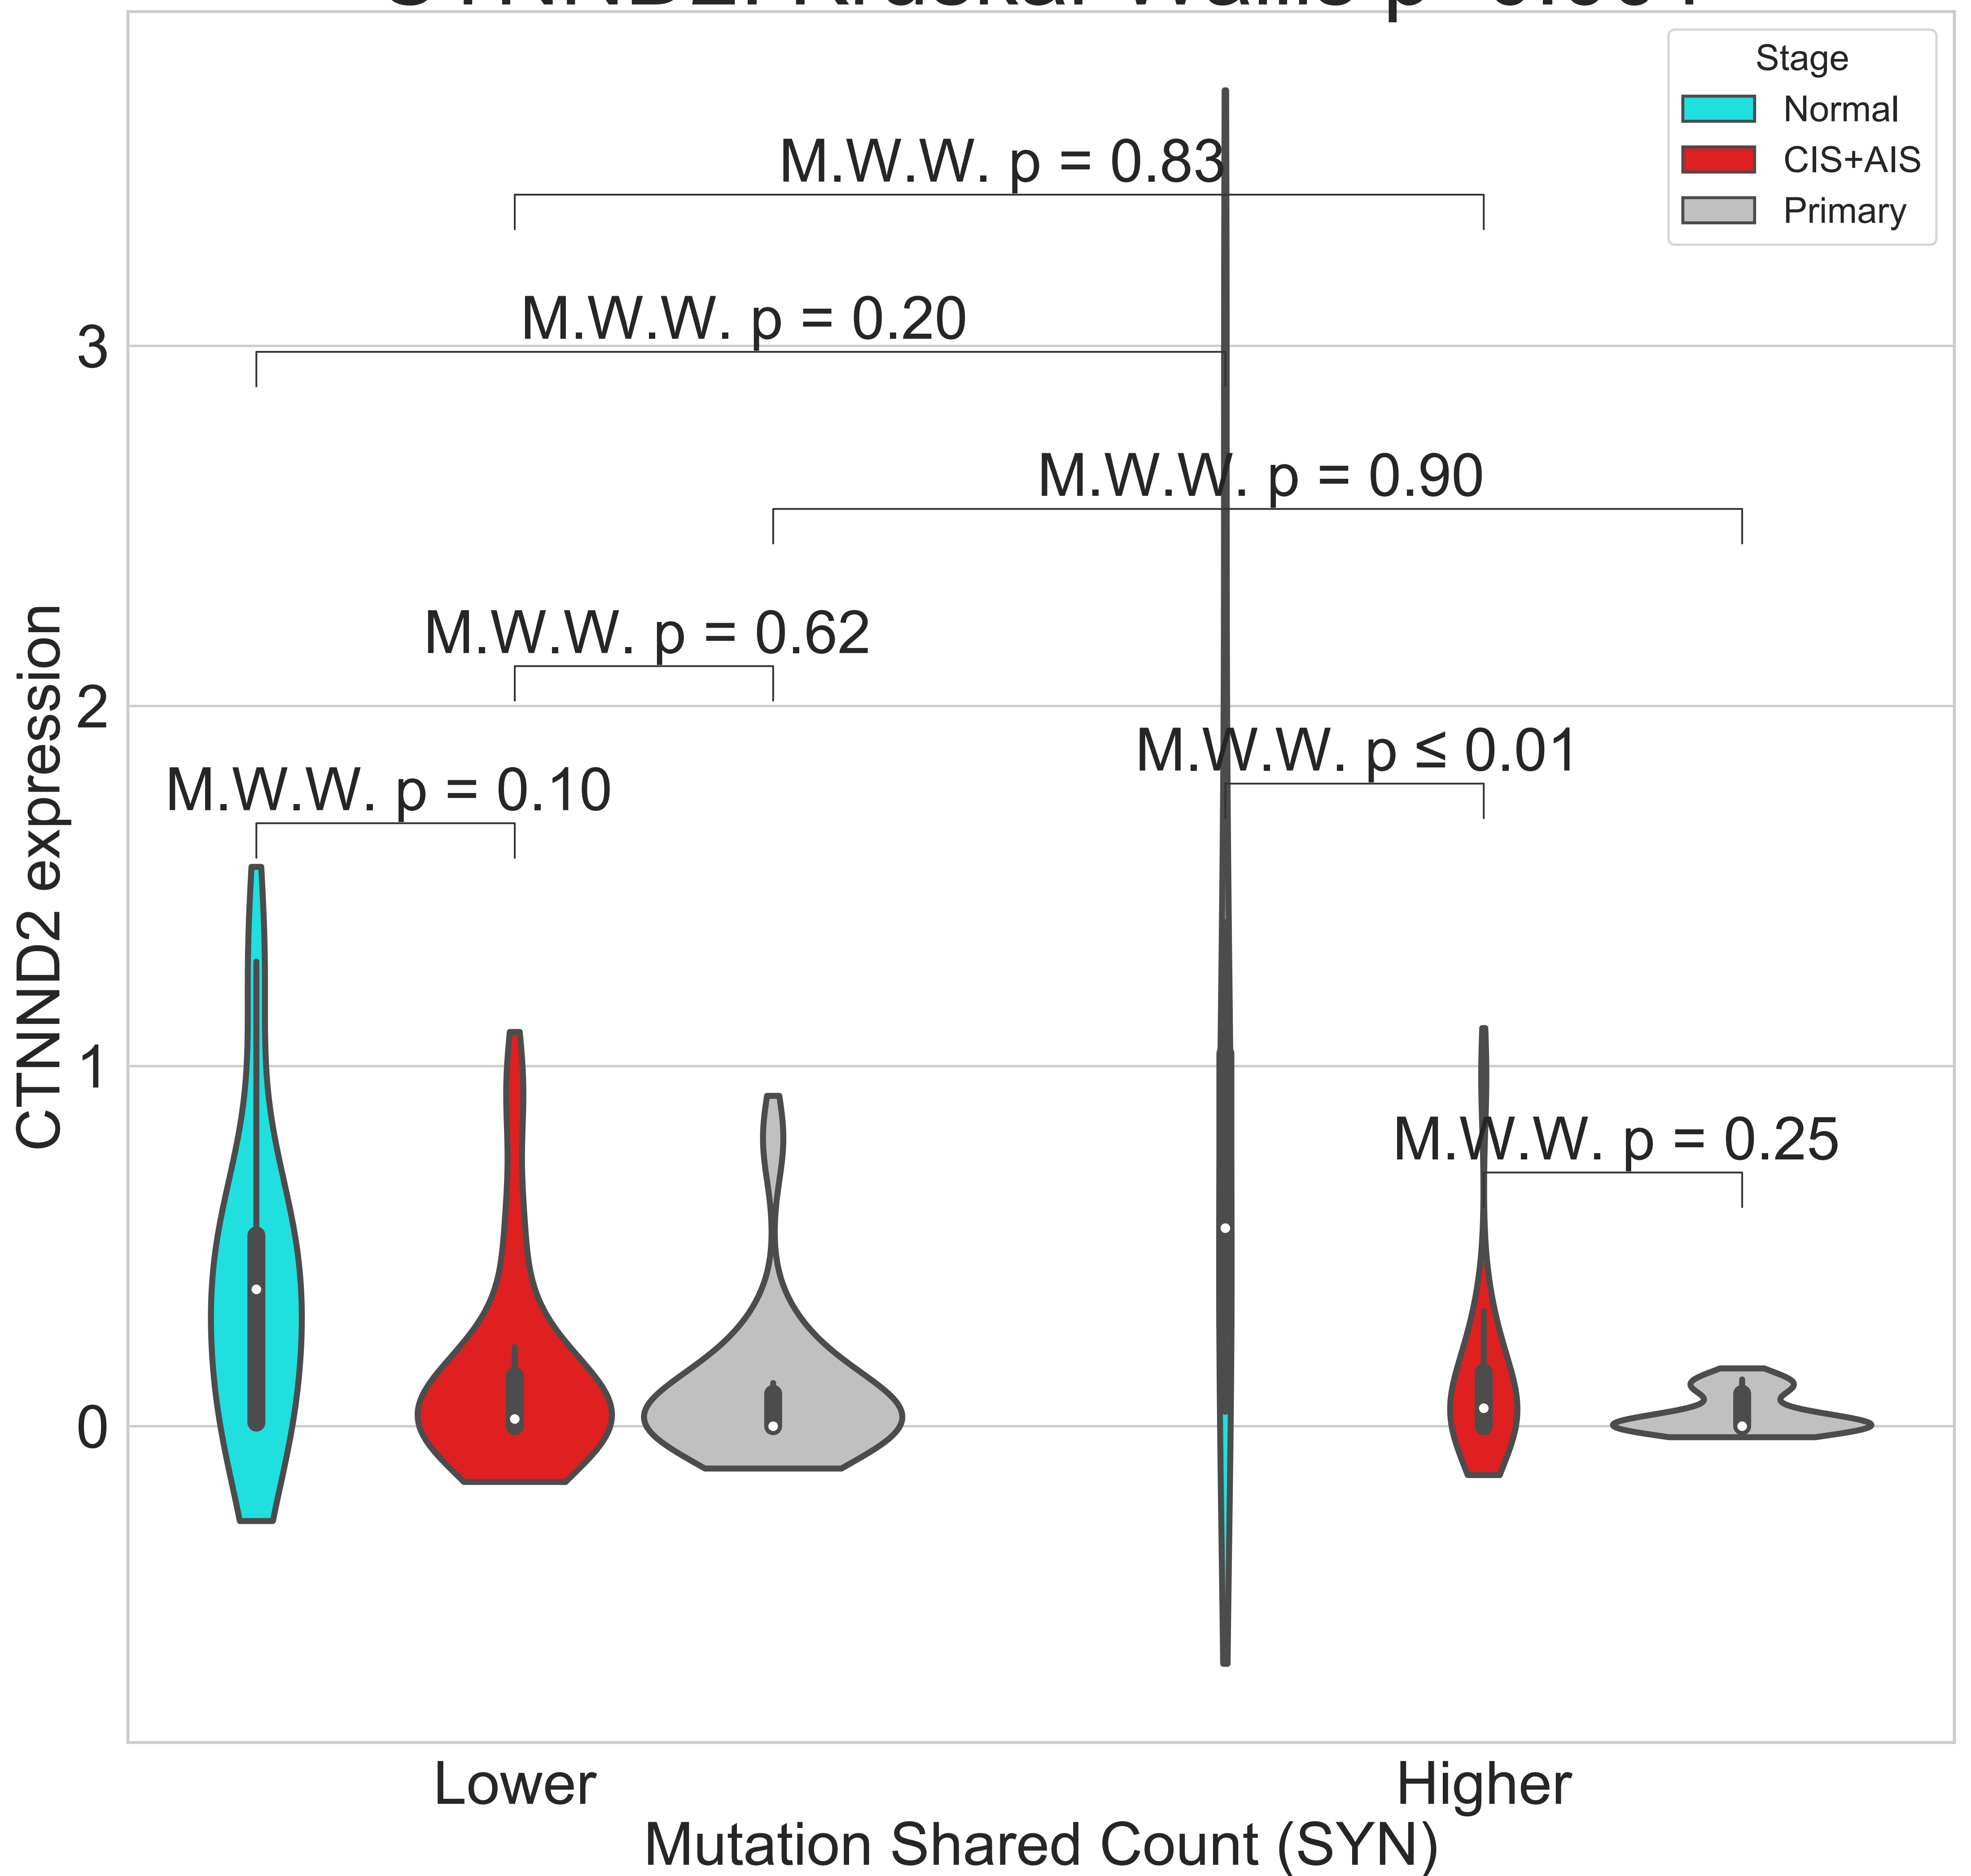 Stage
Normal
CIS+AIS
Primary
M.W.W. p = 0.83
M.W.W. p = 0.20
M.W.W. p = 0.90
M.W.W. p = 0.62
M.W.W. p ≤ 0.01
M.W.W. p = 0.10
M.W.W. p = 0.25
3
2
1
0
CTNND2 expression
Lower
Higher
Mutation Shared Count (SYN)